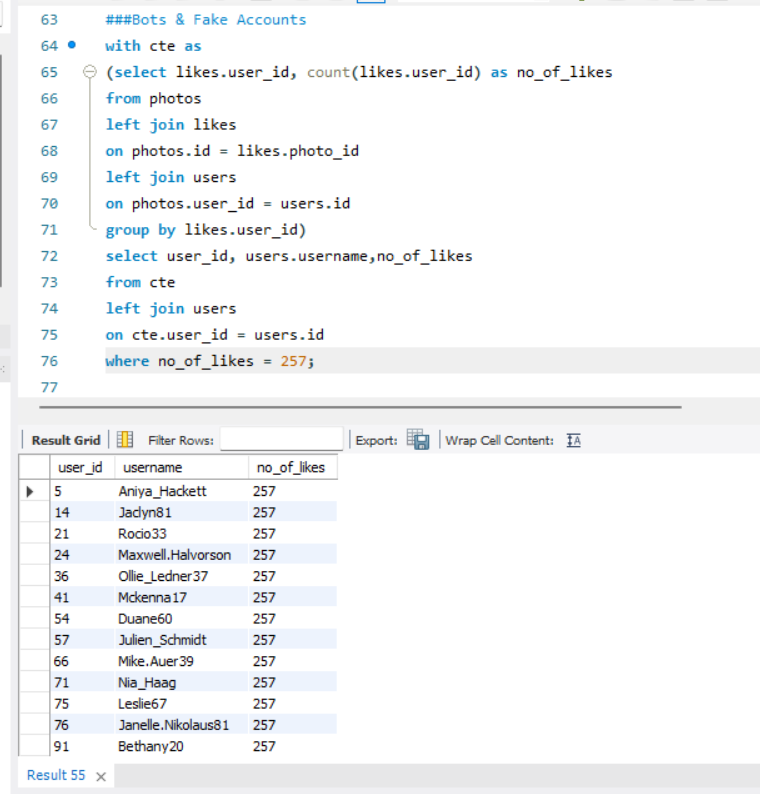 63 ###Bots & Fake Accounts
64 with cte as
65 (select likes.user_id, count(likes.user_id) as no_of_likes
66 from photos
67 left join likes
68 on photos.id = likes.photo_id
69 left join users
70 on photos.user_id = users.id
71 group by likes.user_id)
72 select user_id, users.username,no_of_likes
73 from cte
74 left join users
75 on cte.user_id = users.id
76 where no_of_likes = 257;
77
Result Grid Filter Rows: Export: Wrap Cell Content: IA
user_id username no_of_likes
5 Aniya_Hackett 257
14 Jaclyn81 257
21 Rocio33 257
24 Maxwell.Halvorson 257
36 Ollie_Ledner37 257
41 Mckenna17 257
54 Duane60 257
57 Julien_Schmidt 257
66 Mike.Auer39 257
71 Nia_Haag 257
75 Leslie67 257
76 Janelle.Nikolaus81 257
91 Bethany20 257
Result 55 ×